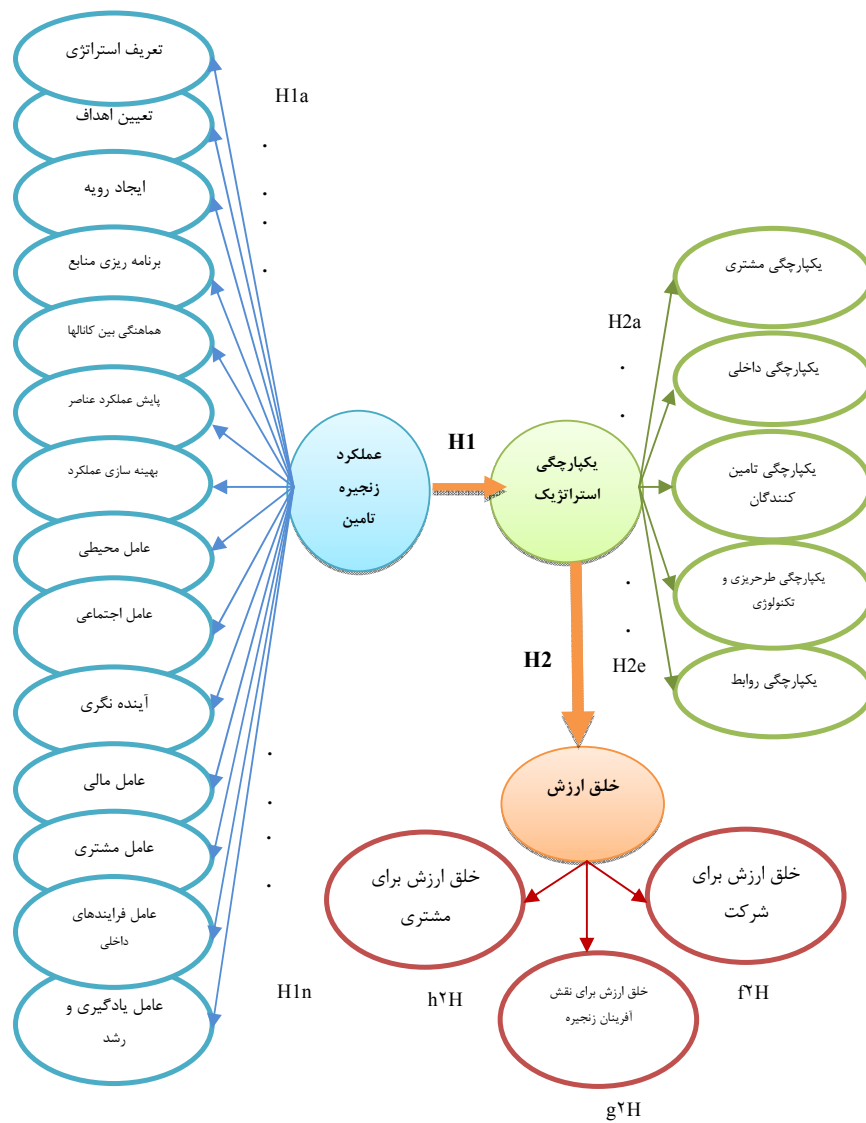 تعریف استراتژی
تعیین اهداف
ایجاد رویه
برنامه ریزی منابع
هماهنگی بین کانالها
پایش عملکرد عناصر
بهینه سازی عملکرد
عامل محیطی
عامل اجتماعی
آینده نگری
عامل مالی
عامل مشتری
عامل فرایندهای
داخلی
عامل یادگیری و
رشد
H1a
.
.
.
.
.
.
.
H1n
عملکرد
زنجیره
تامین
H1
یکپارچگی
استراتژیک
H2a
.
.
.
.
H2e
یکپارچگی مشتری
یکپارچگی داخلی
یکپارچگی تامین
کنندگان
یکپارچگی طرحریزی و
تکنولوژی
یکپارچگی روابط
H2
خلق ارزش
خلق ارزش برای
شرکت
f۲H
خلق ارزش برای نقش
آفرینان زنجیره
g۲H
خلق ارزش برای
مشتری
h۲H